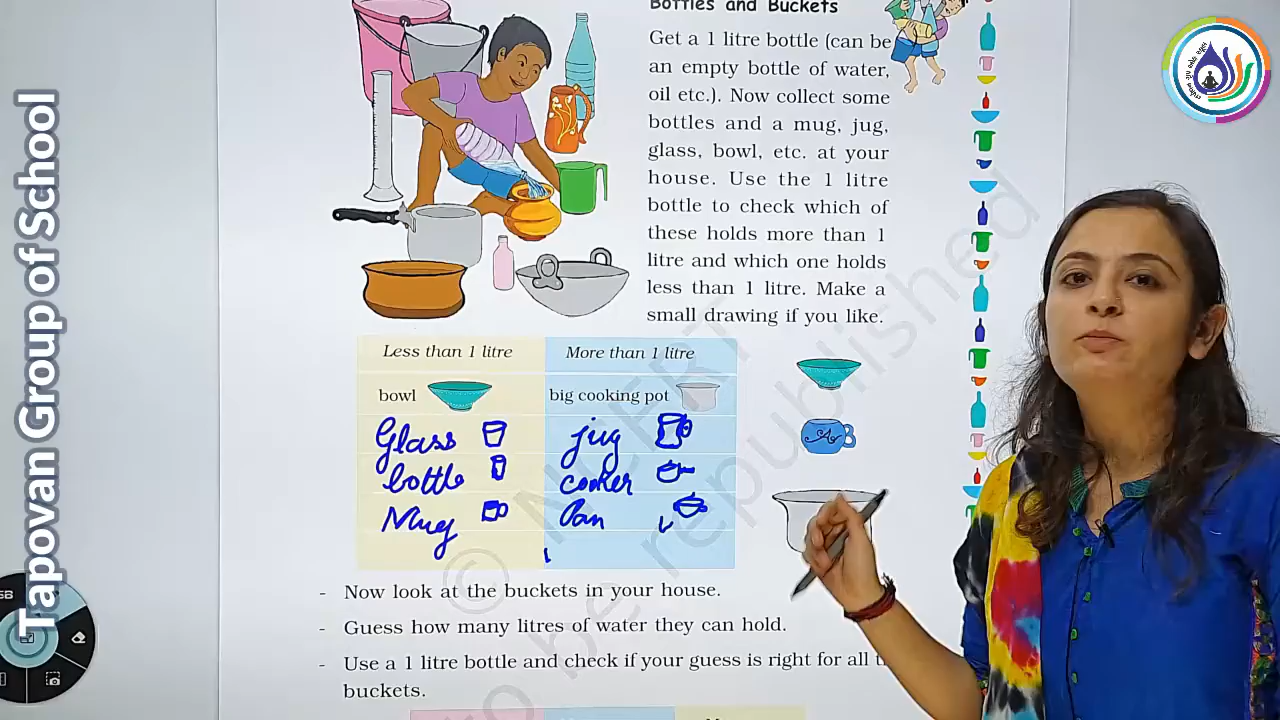 Tapovan Group of School
Bottles and Buckets
Get a 1 litre bottle (can be
an empty bottle of water,
oil etc.). Now collect some
bottles and a mug, jug,
glass, bowl, etc. at your
house. Use the 1 litre
bottle to check which of
these holds more than 1
litre and which one holds
less than 1 litre. Make a
small drawing if you like.
Less than 1 litre More than 1 litre
bowl big cooking pot
Glass jug
bottle cooker
Mug Pan
- Now look at the buckets in your house.
- Guess how many litres of water they can hold.
- Use a 1 litre bottle and check if your guess is right for all
buckets.
© NCERT
to be republished